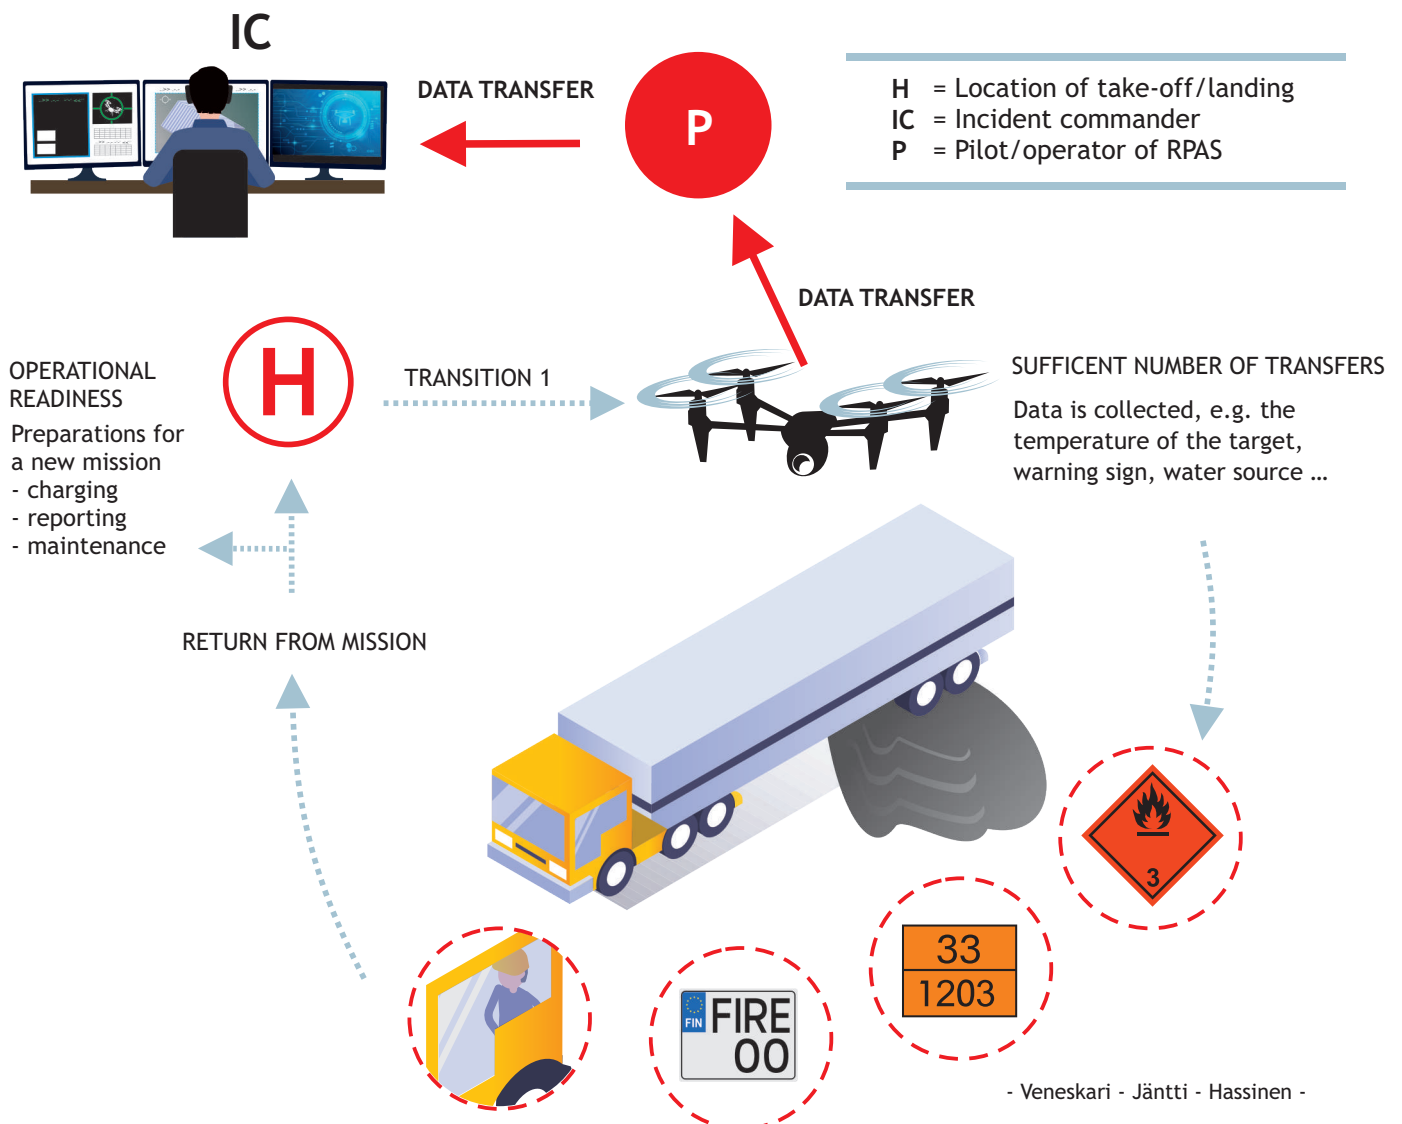 IC
DATA TRANSFER
P
H = Location of take-off/landing
IC = Incident commander
P = Pilot/operator of RPAS
DATA TRANSFER
OPERATIONAL
READINESS
Preparations for
a new mission
- charging
- reporting
- maintenance
H
TRANSITION 1
SUFFICENT NUMBER OF TRANSFERS
Data is collected, e.g. the
temperature of the target,
warning sign, water source ...
RETURN FROM MISSION
3
33
1203
FIN
FIRE
00
- Veneskari - Jäntti - Hassinen -